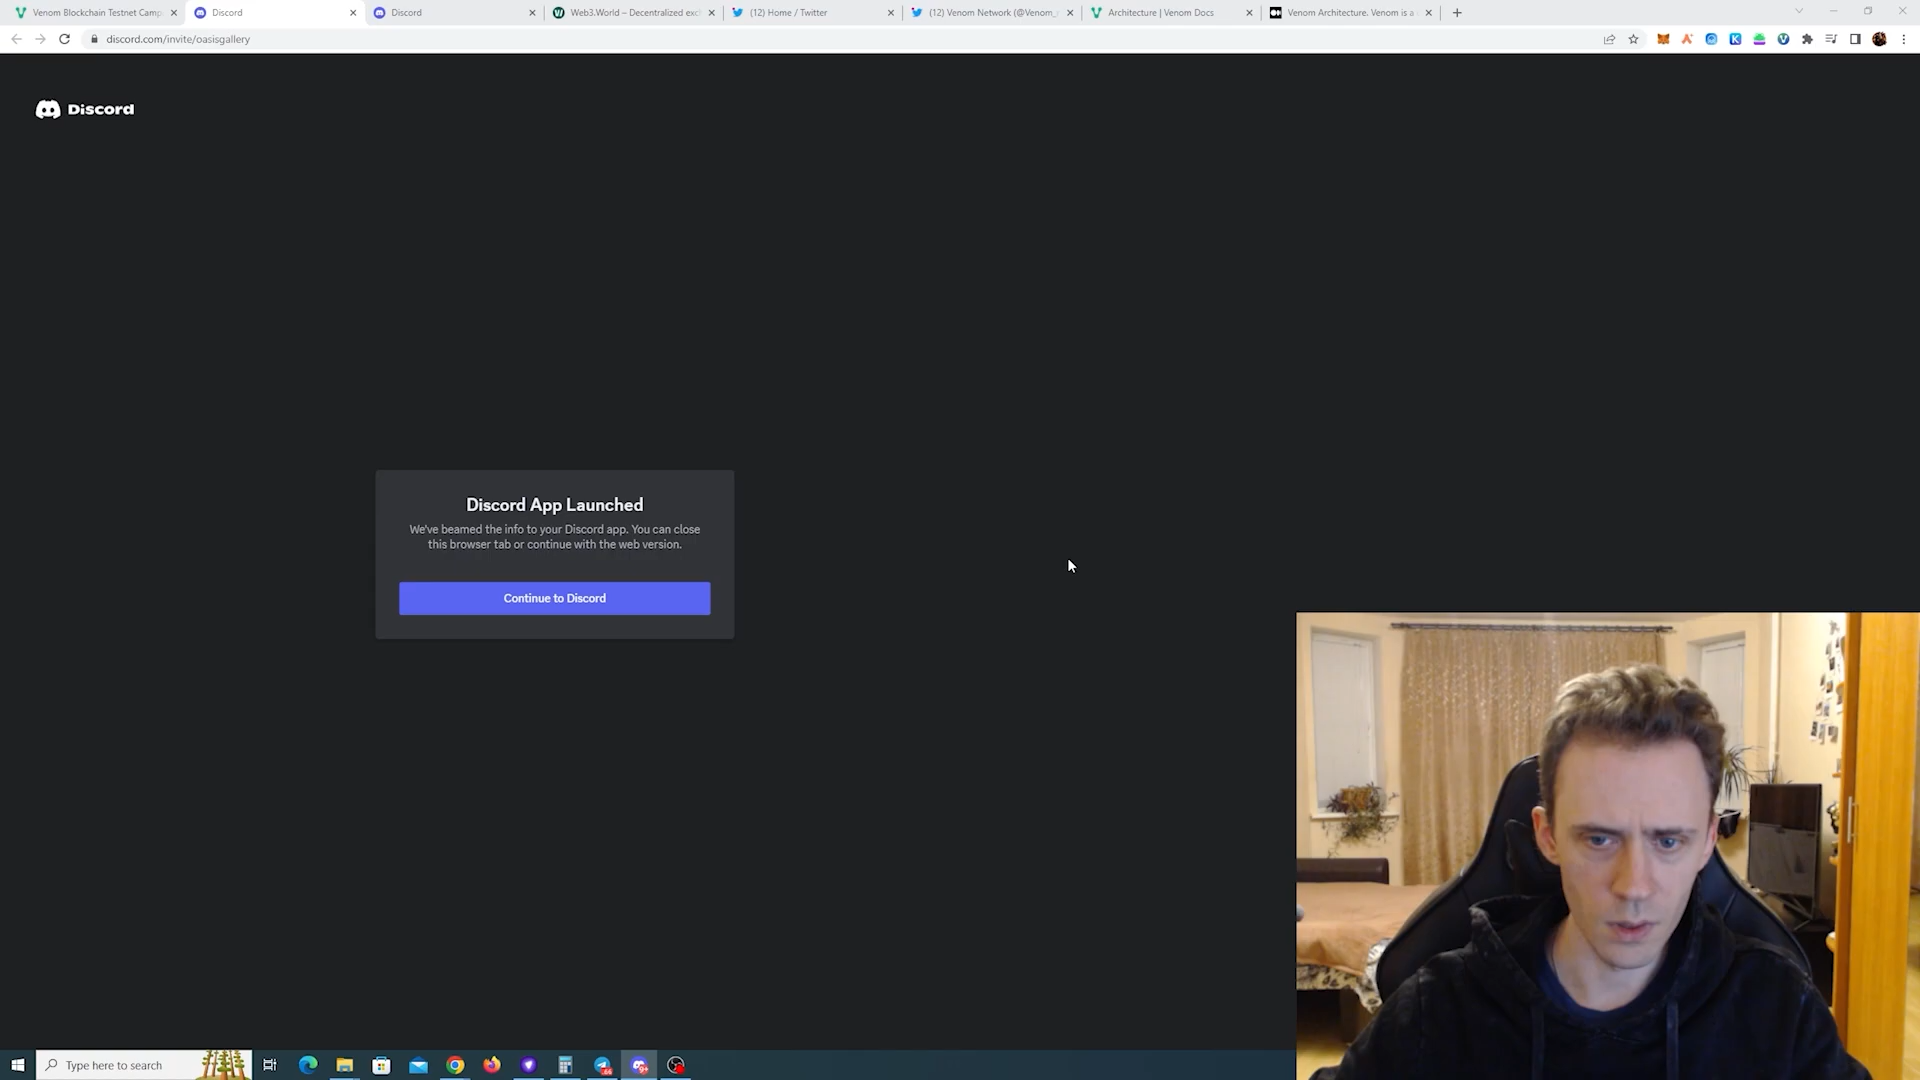 Venom Blockchain Testnet Camp
Discord
Discord
Web3.World – Decentralized exc
(12) Home / Twitter
(12) Venom Network (@Venom_
Architecture | Venom Docs
Venom Architecture. Venom is a
discord.com/invite/oasisgallery
Discord
Discord App Launched
We've beamed the info to your Discord app. You can close
this browser tab or continue with the web version.
Continue to Discord
Type here to search